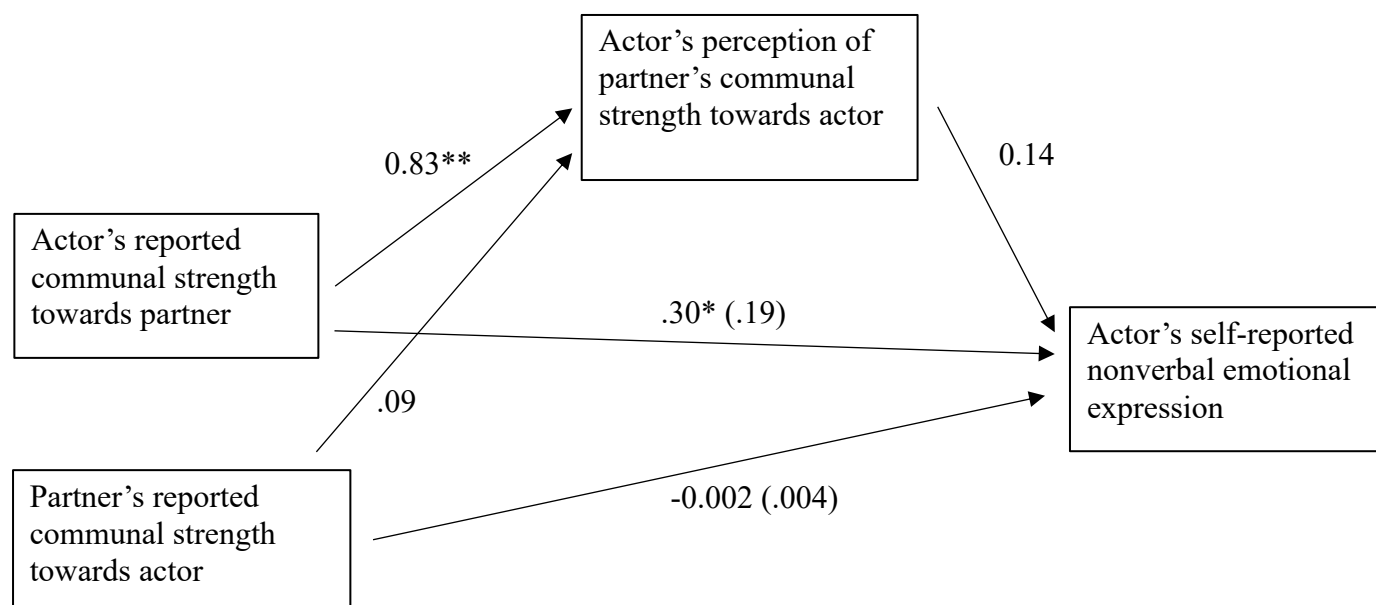 Actor’s perception of
partner’s communal
strength towards actor
0.83**
0.14
Actor’s reported
communal strength
towards partner
.30* (.19)
Actor’s self-reported
nonverbal emotional
expression
.09
Partner’s reported
communal strength
towards actor
-0.002 (.004)